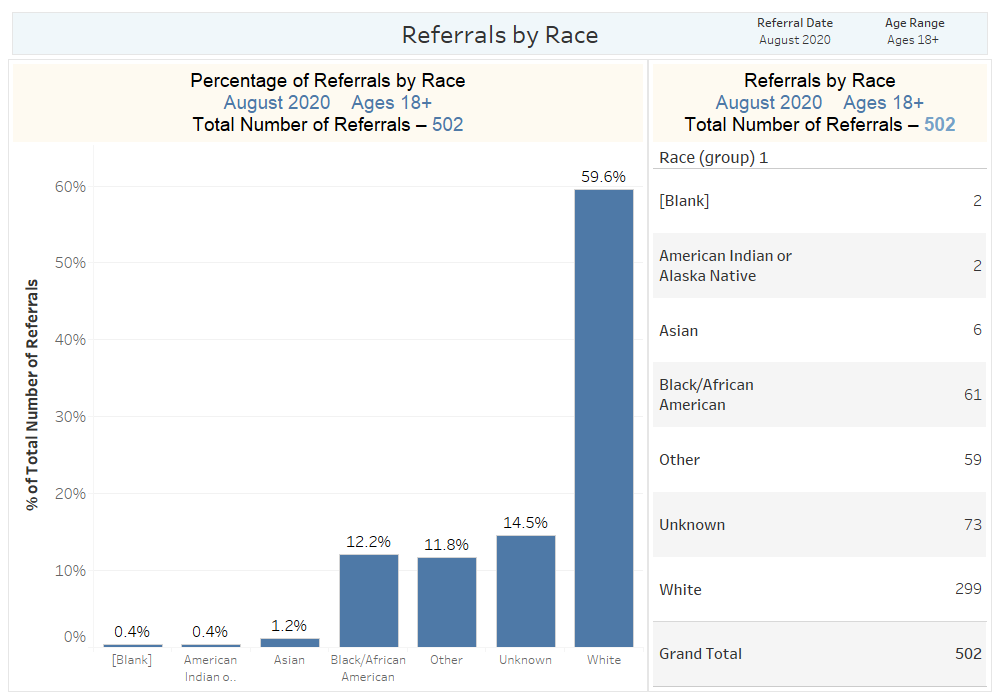 Referrals by Race
Referral Date
August 2020
Age Range
Ages 18+
Percentage of Referrals by Race
August 2020 Ages 18+
Total Number of Referrals – 502
% of Total Number of Referrals
60%
50%
40%
30%
20%
10%
0%
0.4%
0.4%
1.2%
12.2%
11.8%
14.5%
59.6%
[Blank]
American
Indian o..
Asian
Black/African
American
Other
Unknown
White
Referrals by Race
August 2020 Ages 18+
Total Number of Referrals – 502
Race (group) 1
[Blank] 2
American Indian or
Alaska Native 2
Asian 6
Black/African
American 61
Other 59
Unknown 73
White 299
Grand Total 502